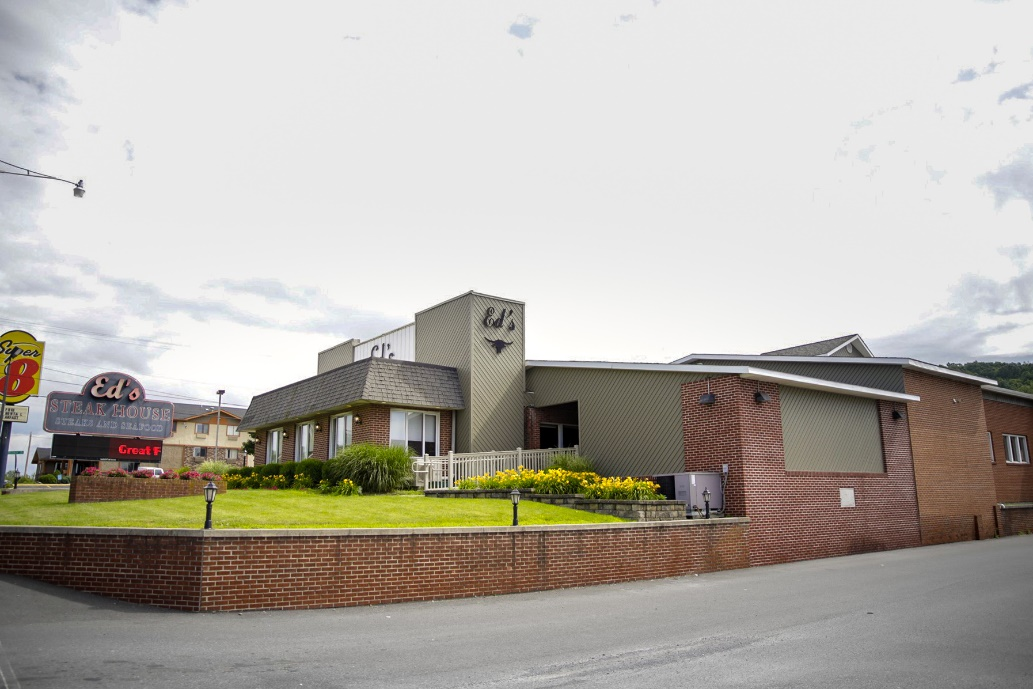 Super
8
Ed's
STEAK HOUSE
STEAKS AND SEAFOOD
Great F
Ed's
Ed's